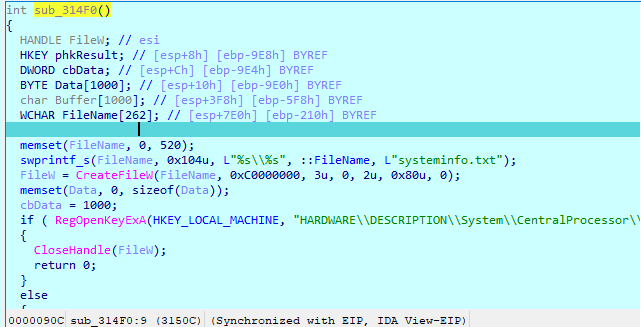 int sub_314F0()
{
  HANDLE FileW; // esi
  HKEY phkResult; // [esp+8h] [ebp-9E8h] BYREF
  DWORD cbData; // [esp+Ch] [ebp-9E4h] BYREF
  BYTE Data[1000]; // [esp+10h] [ebp-9E0h] BYREF
  char Buffer[1000]; // [esp+3F8h] [ebp-5F8h] BYREF
  WCHAR FileName[262]; // [esp+7E0h] [ebp-210h] BYREF
  memset(FileName, 0, 520);
  swprintf_s(FileName, 0x104u, L"%s\\%s", ::FileName, L"systeminfo.txt");
  FileW = CreateFileW(FileName, 0xC0000000, 3u, 0, 2u, 0x80u, 0);
  memset(Data, 0, sizeof(Data));
  cbData = 1000;
  if ( RegOpenKeyExA(HKEY_LOCAL_MACHINE, "HARDWARE\\DESCRIPTION\\System\\CentralProcessor\\
  {
    CloseHandle(FileW);
    return 0;
  }
  else
  {
0000090C sub_314F0:9 (3150C) (Synchronized with EIP, IDA View-EIP)